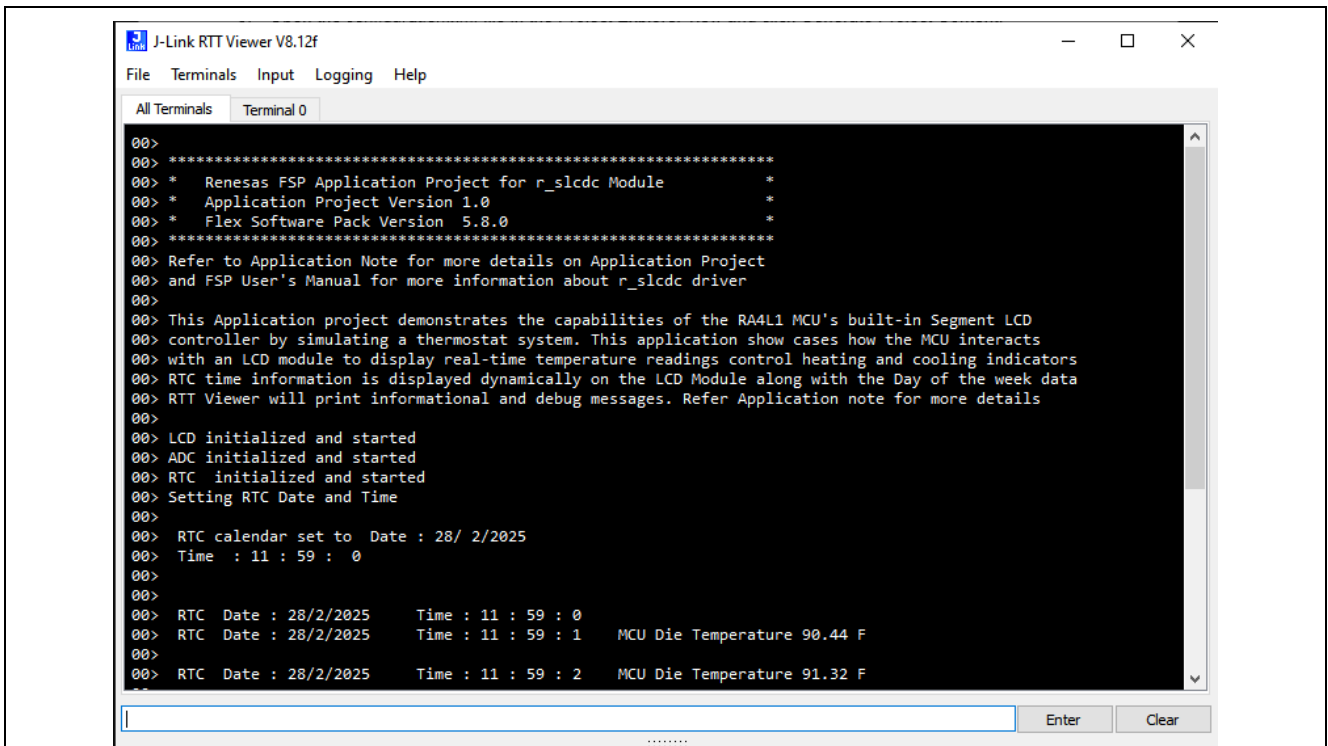 J-Link RTT Viewer V8.12f
File Terminals Input Logging Help
All Terminals Terminal 0
00>
00> ******************************************************************
00> *   Renesas FSP Application Project for r_slcdc Module           *
00> *   Application Project Version 1.0                              *
00> *   Flex Software Pack Version  5.8.0                            *
00> ******************************************************************
00> Refer to Application Note for more details on Application Project
00> and FSP User's Manual for more information about r_slcdc driver
00>
00> This Application project demonstrates the capabilities of the RA4L1 MCU's built-in Segment LCD
00> controller by simulating a thermostat system. This application show cases how the MCU interacts
00> with an LCD module to display real-time temperature readings control heating and cooling indicators
00> RTC time information is displayed dynamically on the LCD Module along with the Day of the week data
00> RTT Viewer will print informational and debug messages. Refer Application note for more details
00>
00> LCD initialized and started
00> ADC initialized and started
00> RTC  initialized and started
00> Setting RTC Date and Time
00>
00>  RTC calendar set to  Date : 28/ 2/2025
00>  Time  : 11 : 59 :  0
00>
00>
00>  RTC  Date : 28/2/2025     Time : 11 : 59 : 0
00>  RTC  Date : 28/2/2025     Time : 11 : 59 : 1    MCU Die Temperature 90.44 F
00>
00>  RTC  Date : 28/2/2025     Time : 11 : 59 : 2    MCU Die Temperature 91.32 F
Enter Clear